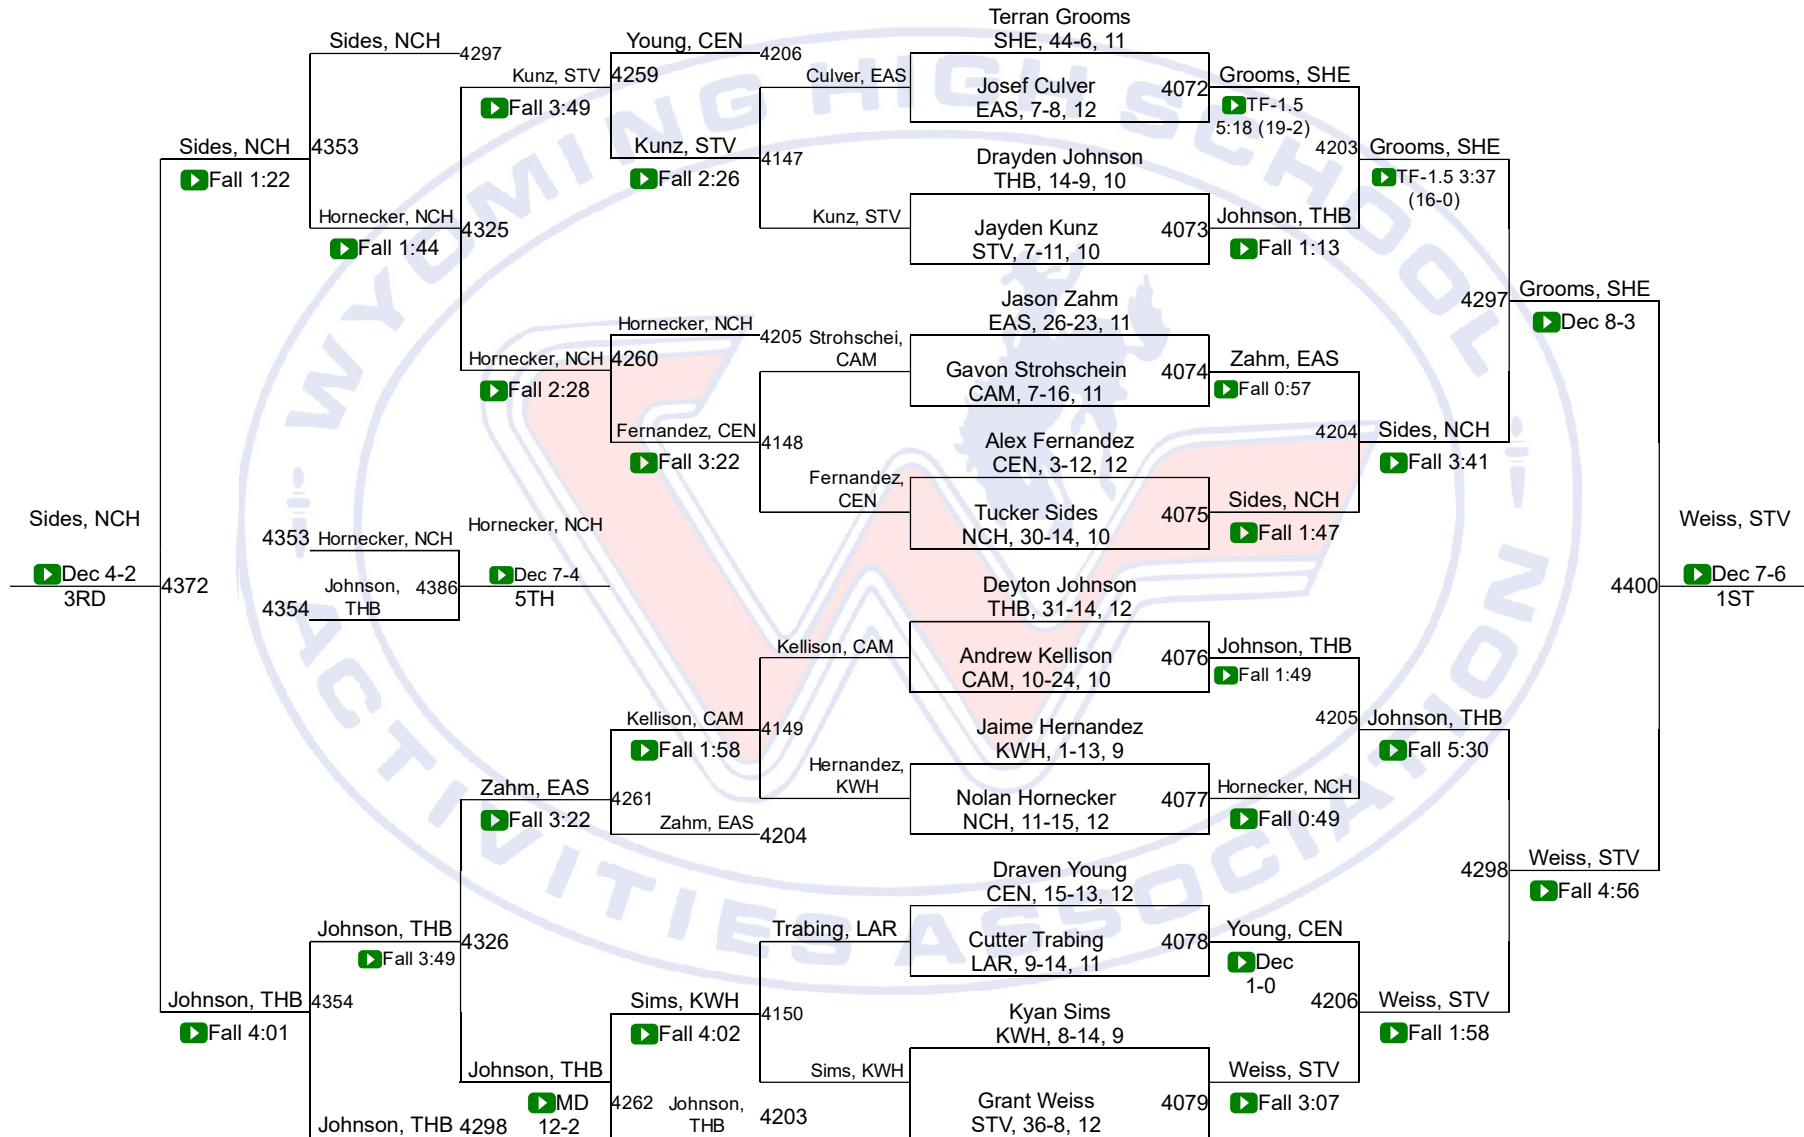 Terran Grooms
SHE, 44-6, 11
Sides, NCH
4297
Young, CEN
4206
Kunz, STV
4259
Culver, EAS
Josef Culver
EAS, 7-8, 12
4072
Grooms, SHE
Fall 3:49
TF-1.5
5:18 (19-2)
Sides, NCH
4353
Kunz, STV
4147
Drayden Johnson
THB, 14-9, 10
4203
Grooms, SHE
Fall 1:22
Fall 2:26
TF-1.5 3:37
(16-0)
Hornecker, NCH
4325
Kunz, STV
Jayden Kunz
STV, 7-11, 10
4073
Johnson, THB
Fall 1:44
Fall 1:13
Jason Zahm
EAS, 26-23, 11
4297
Grooms, SHE
Dec 8-3
Hornecker, NCH
4205
Strohschei,
CAM
Hornecker, NCH
4260
Gavon Strohschein
CAM, 7-16, 11
4074
Zahm, EAS
Fall 2:28
Fall 0:57
Fernandez, CEN
4148
Alex Fernandez
CEN, 3-12, 12
4204
Sides, NCH
Fall 3:22
Fall 3:41
Fernandez,
CEN
Tucker Sides
NCH, 30-14, 10
4075
Sides, NCH
Fall 1:47
Sides, NCH
Weiss, STV
4353
Hornecker, NCH
Hornecker, NCH
Dec 4-2
3RD
4372
Johnson,
THB
4386
Dec 7-4
5TH
4354
Deyton Johnson
THB, 31-14, 12
4400
Dec 7-6
1ST
Kellison, CAM
Andrew Kellison
CAM, 10-24, 10
4076
Johnson, THB
Fall 1:49
Kellison, CAM
4149
Jaime Hernandez
KWH, 1-13, 9
4205
Johnson, THB
Fall 1:58
Fall 5:30
Hernandez,
KWH
Zahm, EAS
4261
Nolan Hornecker
NCH, 11-15, 12
4077
Hornecker, NCH
Fall 3:22
Zahm, EAS
4204
Fall 0:49
Draven Young
CEN, 15-13, 12
4298
Weiss, STV
Fall 4:56
Johnson, THB
4326
Trabing, LAR
Cutter Trabing
LAR, 9-14, 11
4078
Young, CEN
Fall 3:49
Dec
1-0
Johnson, THB
4354
Sims, KWH
4150
Kyan Sims
KWH, 8-14, 9
4206
Weiss, STV
Fall 4:01
Fall 4:02
Fall 1:58
Johnson, THB
Sims, KWH
Weiss, STV
MD
12-2
4262
Johnson,
THB
4203
Grant Weiss
STV, 36-8, 12
4079
Fall 3:07
Johnson, THB
4298
WYOMING HIGH SCHOOL
ACTIVITIES ASSOCIATION